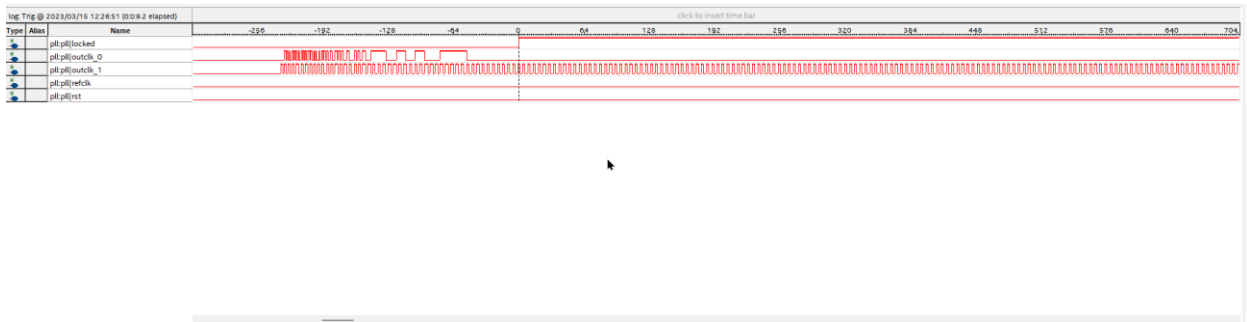 log: Trig @ 2023/03/15 12:26:51 (0:0:9.2 elapsed) click to insert time bar
Type Alias Name -256 -192 -128 -64 0 64 128 192 256 320 384 448 512 576 640 704
pll:pll|locked
pll:pll|outclk_0
pll:pll|outclk_1
pll:pll|refclk
pll:pll|rst